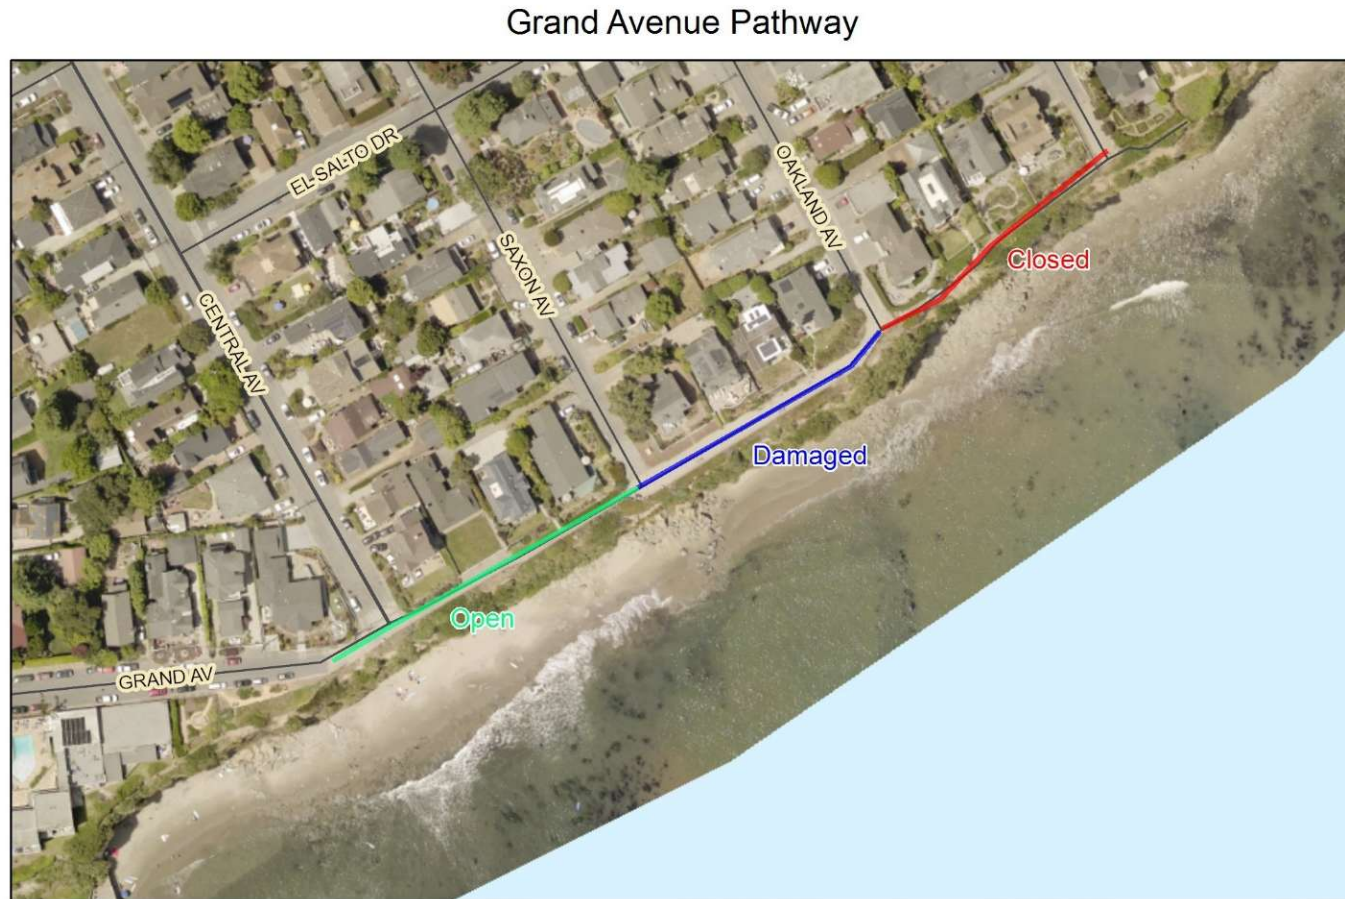 Grand Avenue Pathway
EL SALTO DR
OAKLAND AV
SAXON AV
Closed
CENTRAL AV
Damaged
Open
GRAND AV